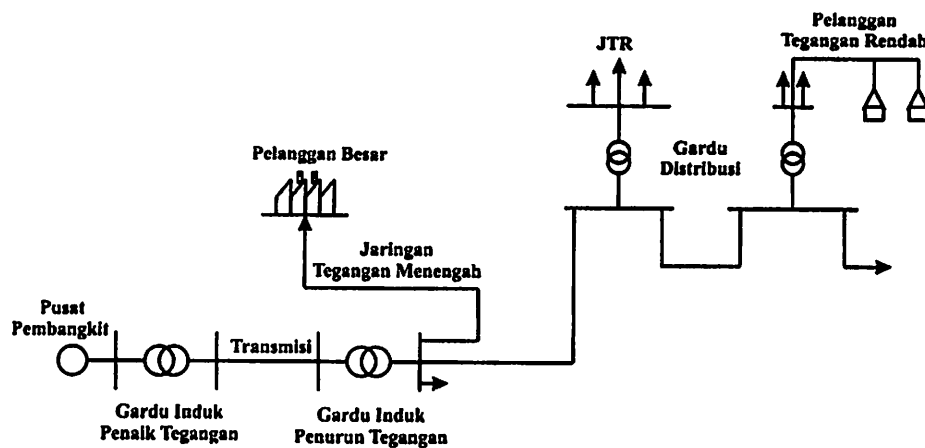 JTR
Pelanggan
Tegangan Rendah
Gardu
Distribusi
Pelanggan Besar
Jaringan
Tegangan Menengah
Pusat
Pembangkit
Transmisi
Gardu Induk
Penaik Tegangan
Gardu Induk
Penurun Tegangan